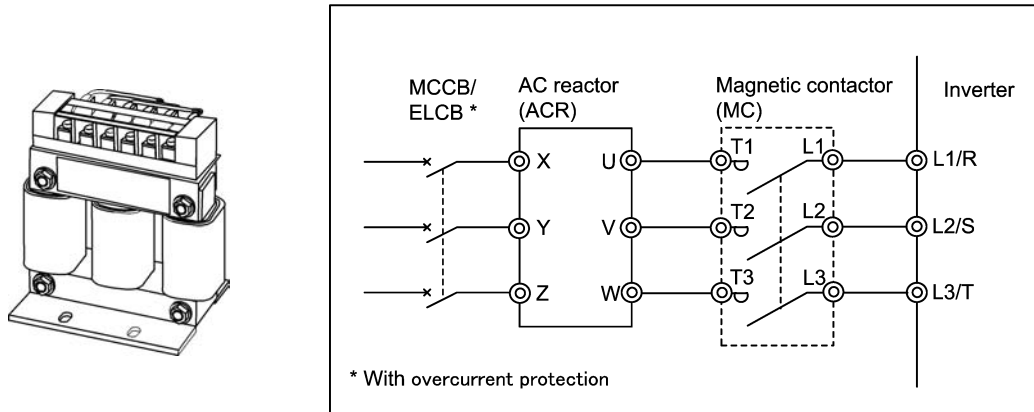 MCCB/
ELCB *
AC reactor
(ACR)
Magnetic contactor
(MC)
Inverter
X U T1 L1 L1/R
Y V T2 L2 L2/S
Z W T3 L3 L3/T
* With overcurrent protection